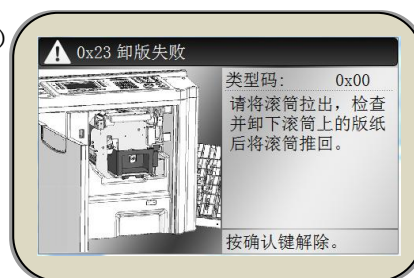 0x23 卸版失败
类型码: 0x00
请将滚筒拉出，检查
并卸下滚筒上的版纸
后将滚筒推回。
按确认键解除。